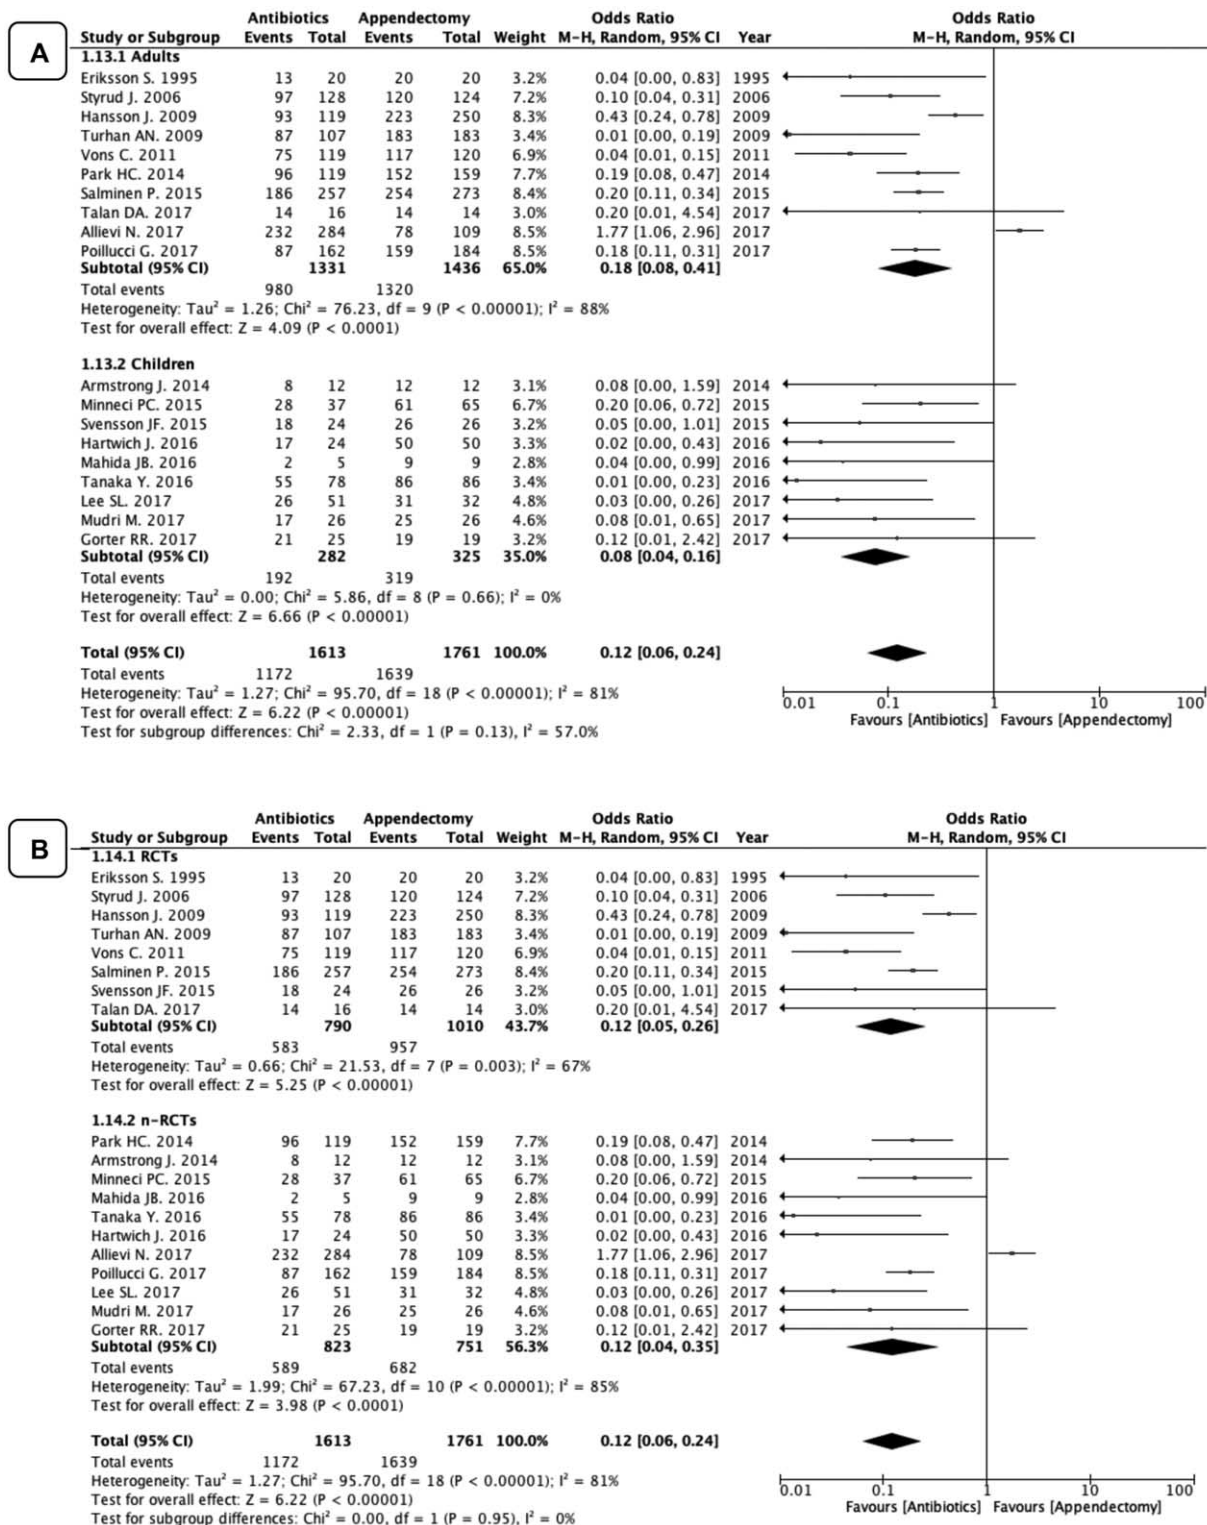 A
Antibiotics Appendectomy Odds Ratio Odds Ratio
Study or Subgroup Events Total Events Total Weight M-H, Random, 95% CI Year M-H, Random, 95% CI
1.13.1 Adults
Eriksson S. 1995 13 20 20 20 3.2% 0.04 [0.00, 0.83] 1995
Styrud J. 2006 97 128 120 124 7.2% 0.10 [0.04, 0.31] 2006
Hansson J. 2009 93 119 223 250 8.3% 0.43 [0.24, 0.78] 2009
Turhan AN. 2009 87 107 183 183 3.4% 0.01 [0.00, 0.19] 2009
Vons C. 2011 75 119 117 120 6.9% 0.04 [0.01, 0.15] 2011
Park HC. 2014 96 119 152 159 7.7% 0.19 [0.08, 0.47] 2014
Salminen P. 2015 186 257 254 273 8.4% 0.20 [0.11, 0.34] 2015
Talan DA. 2017 14 16 14 14 3.0% 0.20 [0.01, 4.54] 2017
Allievi N. 2017 232 284 78 109 8.5% 1.77 [1.06, 2.96] 2017
Poillucci G. 2017 87 162 159 184 8.5% 0.18 [0.11, 0.31] 2017
Subtotal (95% CI) 1331 1436 65.0% 0.18 [0.08, 0.41]
Total events 980 1320
Heterogeneity: Tau² = 1.26; Chi² = 76.23, df = 9 (P < 0.00001); I² = 88%
Test for overall effect: Z = 4.09 (P < 0.0001)
1.13.2 Children
Armstrong J. 2014 8 12 12 12 3.1% 0.08 [0.00, 1.59] 2014
Minneci PC. 2015 28 37 61 65 6.7% 0.20 [0.06, 0.72] 2015
Svensson JF. 2015 18 24 26 26 3.2% 0.05 [0.00, 1.01] 2015
Hartwich J. 2016 17 24 50 50 3.3% 0.02 [0.00, 0.43] 2016
Mahida JB. 2016 2 5 9 9 2.8% 0.04 [0.00, 0.99] 2016
Tanaka Y. 2016 55 78 86 86 3.4% 0.01 [0.00, 0.23] 2016
Lee SL. 2017 26 51 31 32 4.8% 0.03 [0.00, 0.26] 2017
Mudri M. 2017 17 26 25 26 4.6% 0.08 [0.01, 0.65] 2017
Gorter RR. 2017 21 25 19 19 3.2% 0.12 [0.01, 2.42] 2017
Subtotal (95% CI) 282 325 35.0% 0.08 [0.04, 0.16]
Total events 192 319
Heterogeneity: Tau² = 0.00; Chi² = 5.86, df = 8 (P = 0.66); I² = 0%
Test for overall effect: Z = 6.66 (P < 0.00001)
Total (95% CI) 1613 1761 100.0% 0.12 [0.06, 0.24]
Total events 1172 1639
Heterogeneity: Tau² = 1.27; Chi² = 95.70, df = 18 (P < 0.00001); I² = 81%
Test for overall effect: Z = 6.22 (P < 0.00001)
Test for subgroup differences: Chi² = 2.33, df = 1 (P = 0.13), I² = 57.0%
0.01 0.1 1 10 100
Favours [Antibiotics] Favours [Appendectomy]
B
Antibiotics Appendectomy Odds Ratio Odds Ratio
Study or Subgroup Events Total Events Total Weight M-H, Random, 95% CI Year M-H, Random, 95% CI
1.14.1 RCTs
Eriksson S. 1995 13 20 20 20 3.2% 0.04 [0.00, 0.83] 1995
Styrud J. 2006 97 128 120 124 7.2% 0.10 [0.04, 0.31] 2006
Hansson J. 2009 93 119 223 250 8.3% 0.43 [0.24, 0.78] 2009
Turhan AN. 2009 87 107 183 183 3.4% 0.01 [0.00, 0.19] 2009
Vons C. 2011 75 119 117 120 6.9% 0.04 [0.01, 0.15] 2011
Salminen P. 2015 186 257 254 273 8.4% 0.20 [0.11, 0.34] 2015
Svensson JF. 2015 18 24 26 26 3.2% 0.05 [0.00, 1.01] 2015
Talan DA. 2017 14 16 14 14 3.0% 0.20 [0.01, 4.54] 2017
Subtotal (95% CI) 790 1010 43.7% 0.12 [0.05, 0.26]
Total events 583 957
Heterogeneity: Tau² = 0.66; Chi² = 21.53, df = 7 (P = 0.003); I² = 67%
Test for overall effect: Z = 5.25 (P < 0.00001)
1.14.2 n-RCTs
Park HC. 2014 96 119 152 159 7.7% 0.19 [0.08, 0.47] 2014
Armstrong J. 2014 8 12 12 12 3.1% 0.08 [0.00, 1.59] 2014
Minneci PC. 2015 28 37 61 65 6.7% 0.20 [0.06, 0.72] 2015
Mahida JB. 2016 2 5 9 9 2.8% 0.04 [0.00, 0.99] 2016
Tanaka Y. 2016 55 78 86 86 3.4% 0.01 [0.00, 0.23] 2016
Hartwich J. 2016 17 24 50 50 3.3% 0.02 [0.00, 0.43] 2016
Allievi N. 2017 232 284 78 109 8.5% 1.77 [1.06, 2.96] 2017
Poillucci G. 2017 87 162 159 184 8.5% 0.18 [0.11, 0.31] 2017
Lee SL. 2017 26 51 31 32 4.8% 0.03 [0.00, 0.26] 2017
Mudri M. 2017 17 26 25 26 4.6% 0.08 [0.01, 0.65] 2017
Gorter RR. 2017 21 25 19 19 3.2% 0.12 [0.01, 2.42] 2017
Subtotal (95% CI) 823 751 56.3% 0.12 [0.04, 0.35]
Total events 589 682
Heterogeneity: Tau² = 1.99; Chi² = 67.23, df = 10 (P < 0.00001); I² = 85%
Test for overall effect: Z = 3.98 (P < 0.0001)
Total (95% CI) 1613 1761 100.0% 0.12 [0.06, 0.24]
Total events 1172 1639
Heterogeneity: Tau² = 1.27; Chi² = 95.70, df = 18 (P < 0.00001); I² = 81%
Test for overall effect: Z = 6.22 (P < 0.00001)
Test for subgroup differences: Chi² = 0.00, df = 1 (P = 0.95), I² = 0%
0.01 0.1 1 10 100
Favours [Antibiotics] Favours [Appendectomy]